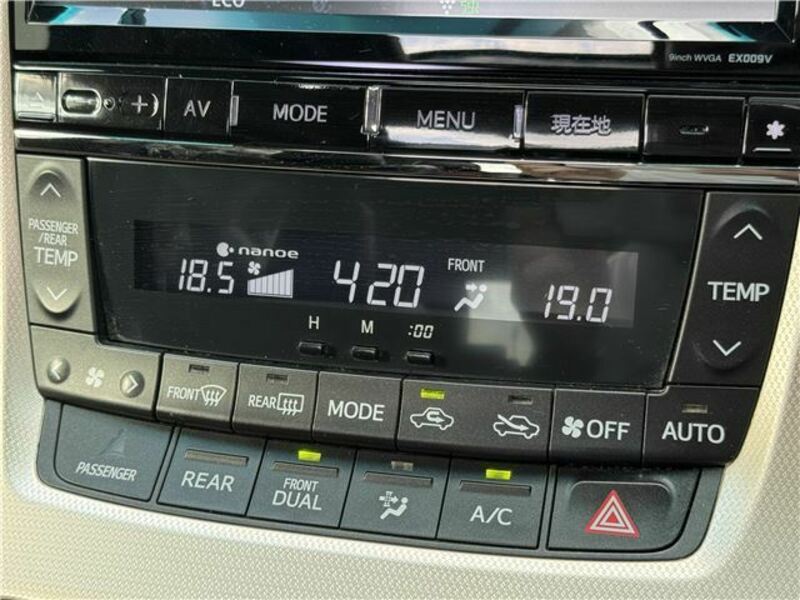 ECO
9inch WVGA EX009V
+ AV MODE MENU 現在地 *
PASSENGER
/REAR
TEMP
nanoe
18.5 4 20 FRONT 19.0
TEMP
H M :00
FRONT REAR MODE OFF AUTO
PASSENGER REAR FRONT
DUAL A/C